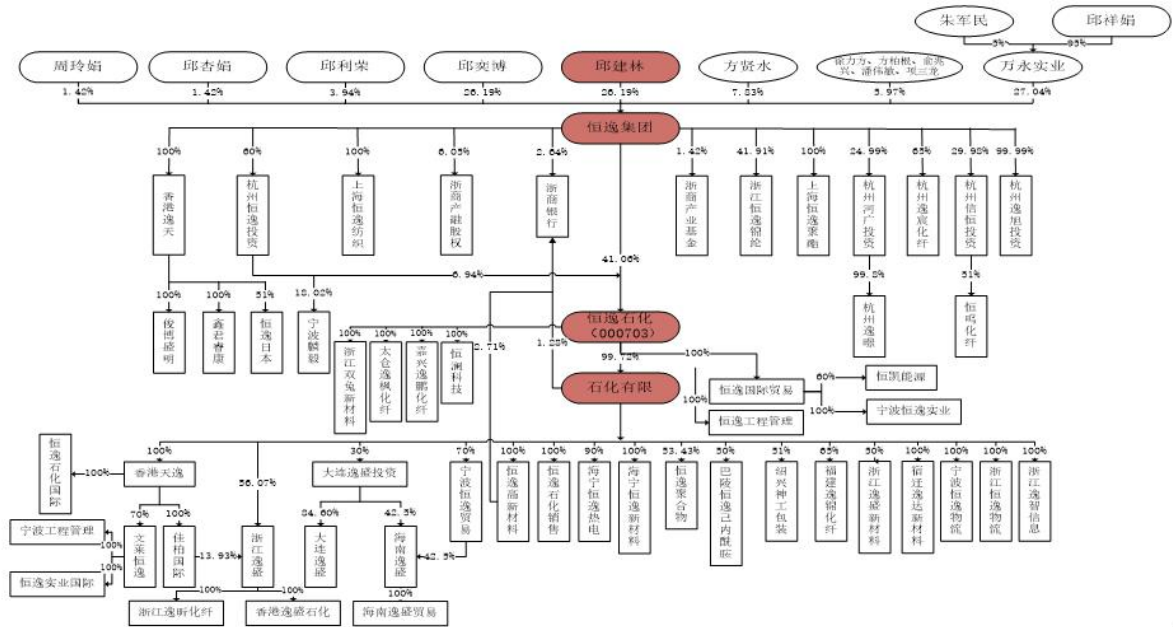 朱军民
邱祥娟
5%
95%
周玲娟
邱杏娟
邱利荣
邱奕博
邱建林
方贤水
徐力方、方柏根、俞兆
兴、潘伟敏、项三龙
万永实业
1.42%
1.42%
3.94%
26.19%
26.19%
7.83%
5.97%
27.04%
恒逸集团
100%
60%
100%
6.05%
2.64%
1.42%
41.91%
100%
24.99%
65%
29.92%
99.99%
香港逸天
杭州恒逸投资
上海恒逸纺织
浙商产融股权
浙商银行
浙商产业基金
浙江恒逸锦纶
上海恒逸聚酯
杭州河广投资
杭州逸宸化纤
杭州信恒投资
杭州逸旭投资
41.06%
6.94%
99.8%
51%
100%
100%
51%
18.02%
俊博盛明
鑫君睿康
恒逸日本
宁波麟毅
杭州逸暻
恒鸣化纤
恒逸石化
（000703）
100%
100%
100%
100%
浙江双兔新材料
太仓逸枫化纤
嘉兴逸鹏化纤
恒澜科技
2.71%
1.28%
99.72%
100%
100%
石化有限
恒逸国际贸易
60%
恒凯能源
100%
宁波恒逸实业
恒逸工程管理
恒逸石化国际
100%
100%
香港天逸
56.07%
30%
大连逸盛投资
70%
100%
100%
90%
100%
53.43%
50%
51%
65%
50%
100%
100%
100%
100%
宁波恒逸贸易
恒逸高新材料
恒逸石化销售
海宁恒逸热电
海宁恒逸新材料
恒逸聚合物
巴陵恒逸己内酰胺
绍兴神工包装
福建逸锦化纤
浙江逸盛新材料
宿迁逸达新材料
宁波恒逸物流
浙江恒逸物流
浙江逸智信息
70%
100%
84.60%
42.5%
宁波工程管理
100%
文莱恒逸
佳柏国际
13.93%
浙江逸盛
大连逸盛
海南逸盛
42.5%
恒逸实业国际
100%
100%
100%
100%
浙江逸昕化纤
香港逸盛石化
海南逸盛贸易